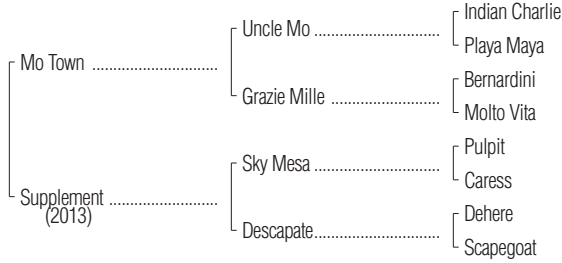 Indian Charlie
Uncle Mo ..............................
Playa Maya
Mo Town .............................
Bernardini
Grazie Mille ..........................
Molto Vita
Pulpit
Sky Mesa .............................
Caress
Supplement ..........................
(2013)
Dehere
Descapate..............................
Scapegoat